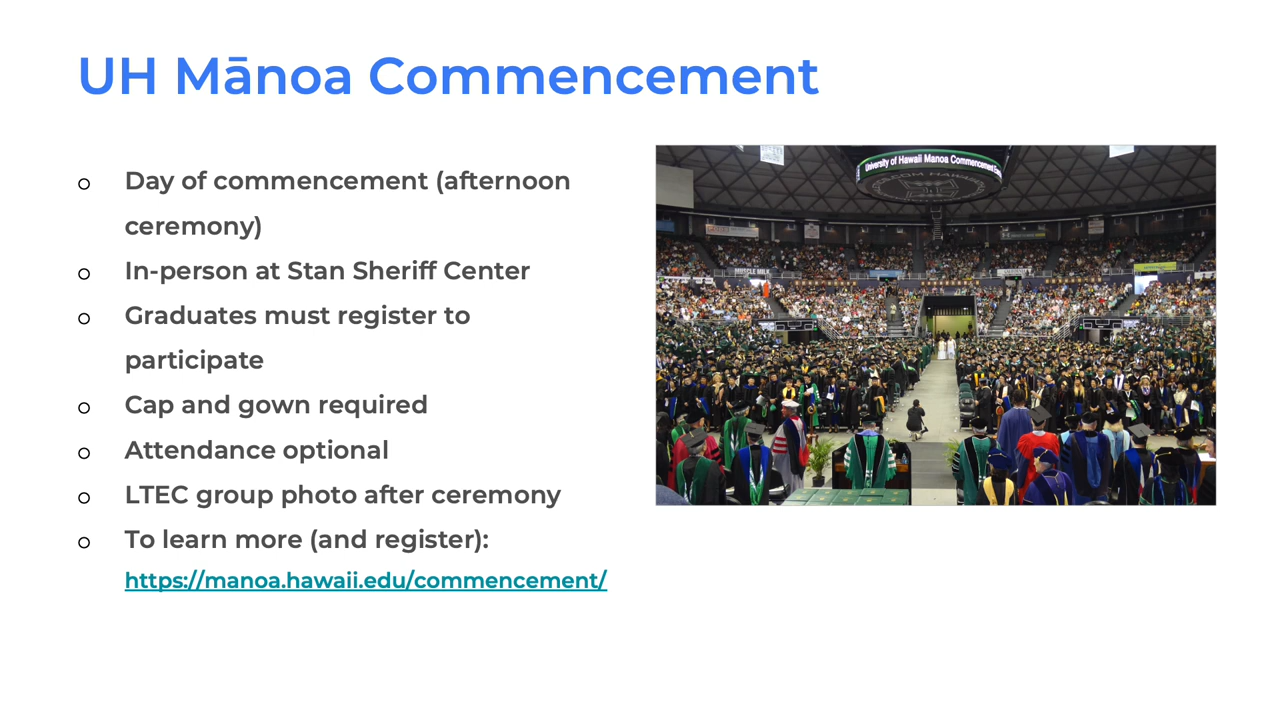 UH Mānoa Commencement
o Day of commencement (afternoon
ceremony)
o In-person at Stan Sheriff Center
o Graduates must register to
participate
o Cap and gown required
o Attendance optional
o LTEC group photo after ceremony
o To learn more (and register):
https://manoa.hawaii.edu/commencement/
University of Hawaii Manoa Commencement
MUSCLE MILK